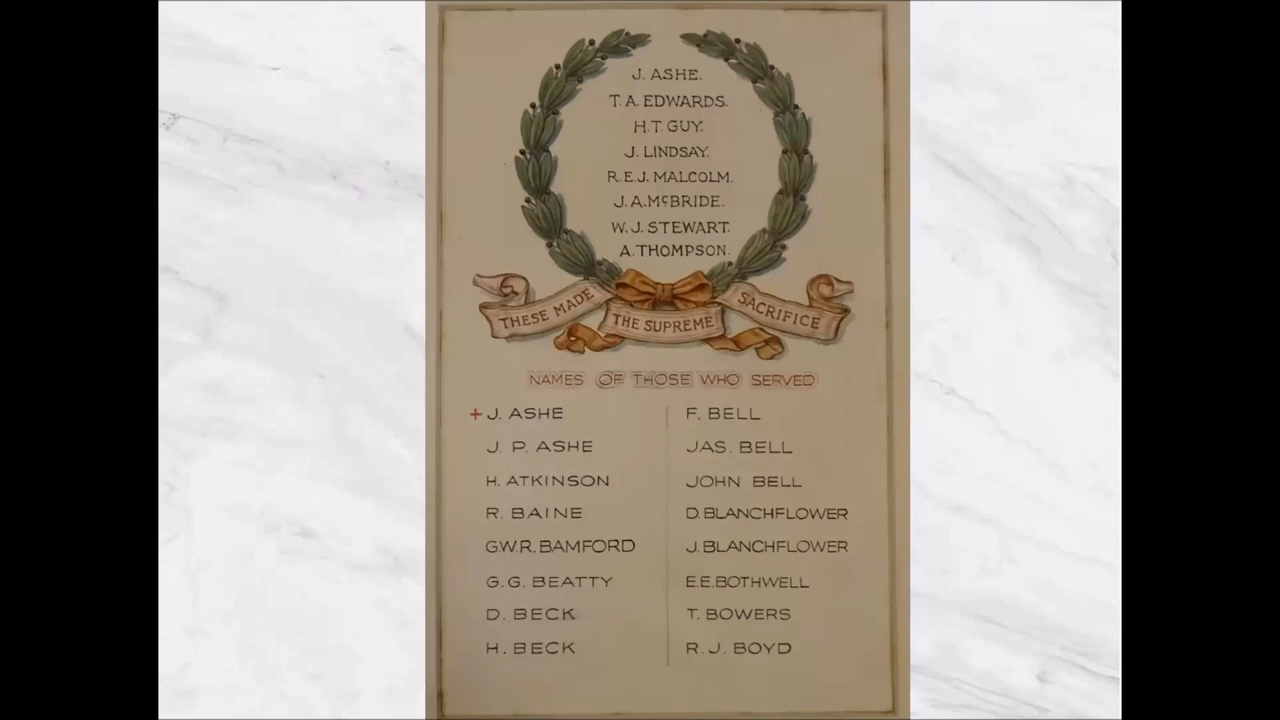 J. ASHE.
T. A. EDWARDS.
H. T. GUY.
J. LINDSAY.
R. E. J. MALCOLM.
J. A. McBRIDE.
W. J. STEWART.
A. THOMPSON.
THESE MADE THE SUPREME SACRIFICE
NAMES OF THOSE WHO SERVED
+ J. ASHE
J. P. ASHE
H. ATKINSON
R. BAINE
G.W.R. BAMFORD
G. G. BEATTY
D. BECK
H. BECK
F. BELL
JAS. BELL
JOHN BELL
D. BLANCHFLOWER
J. BLANCHFLOWER
E.E. BOTHWELL
T. BOWERS
R. J. BOYD